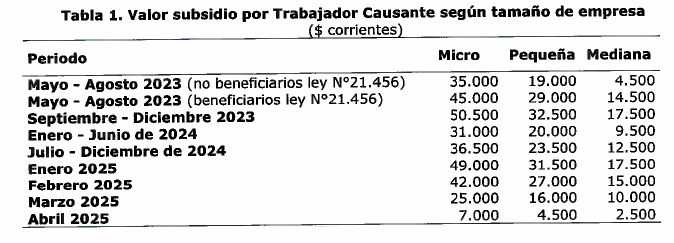 Tabla 1. Valor subsidio por Trabajador Causante según tamaño de empresa
($ corrientes)
Periodo Micro Pequeña Mediana
Mayo - Agosto 2023 (no beneficiarios ley N°21.456) 35.000 19.000 4.500
Mayo - Agosto 2023 (beneficiarios ley N°21.456) 45.000 29.000 14.500
Septiembre - Diciembre 2023 50.500 32.500 17.500
Enero - Junio de 2024 31.000 20.000 9.500
Julio - Diciembre de 2024 36.500 23.500 12.500
Enero 2025 49.000 31.500 17.500
Febrero 2025 42.000 27.000 15.000
Marzo 2025 25.000 16.000 10.000
Abril 2025 7.000 4.500 2.500